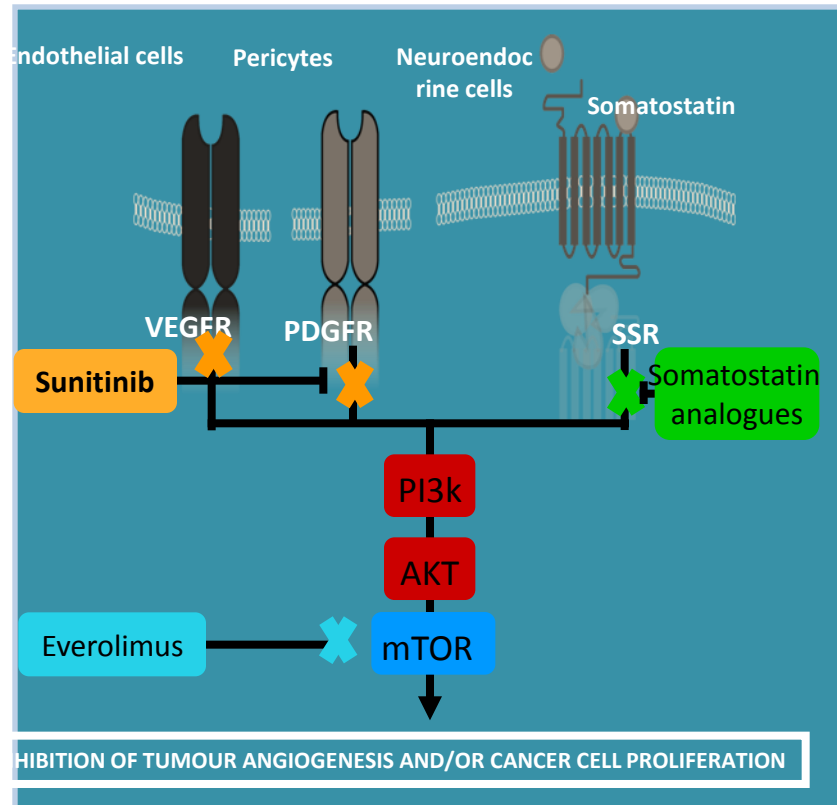 Endothelial cells
Pericytes
Neuroendoc
rine cells
Somatostatin
VEGFR
PDGFR
SSR
Sunitinib
Somatostatin
analogues
PI3k
AKT
Everolimus
mTOR
HIBITION OF TUMOUR ANGIOGENESIS AND/OR CANCER CELL PROLIFERATION